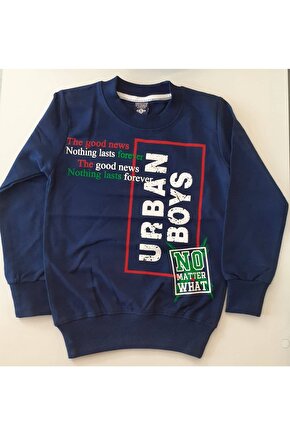 The good news
Nothing lasts forever
The good news
Nothing lasts forever
URBAN
BOYS
NO
MATTER
WHAT